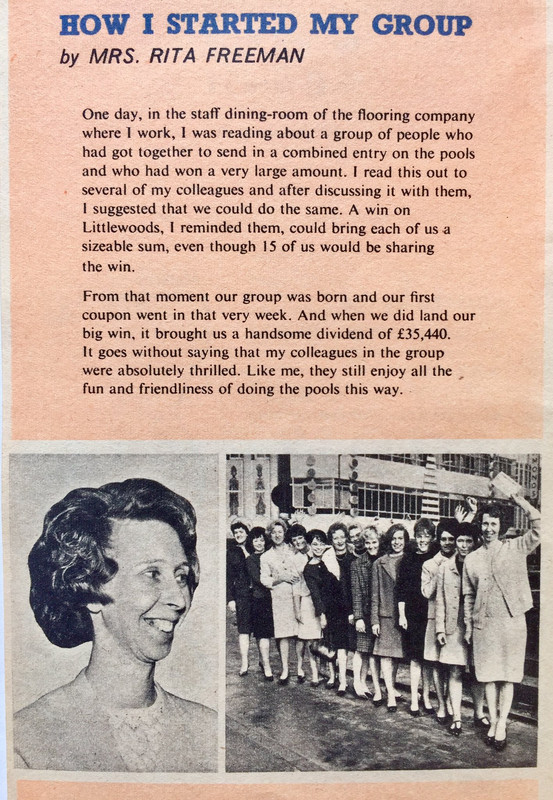 HOW I STARTED MY GROUP
by MRS. RITA FREEMAN
One day, in the staff dining-room of the flooring company
where I work, I was reading about a group of people who
had got together to send in a combined entry on the pools
and who had won a very large amount. I read this out to
several of my colleagues and after discussing it with them,
I suggested that we could do the same. A win on
Littlewoods, I reminded them, could bring each of us a
sizeable sum, even though 15 of us would be sharing
the win.
From that moment our group was born and our first
coupon went in that very week. And when we did land our
big win, it brought us a handsome dividend of £35,440.
It goes without saying that my colleagues in the group
were absolutely thrilled. Like me, they still enjoy all the
fun and friendliness of doing the pools this way.